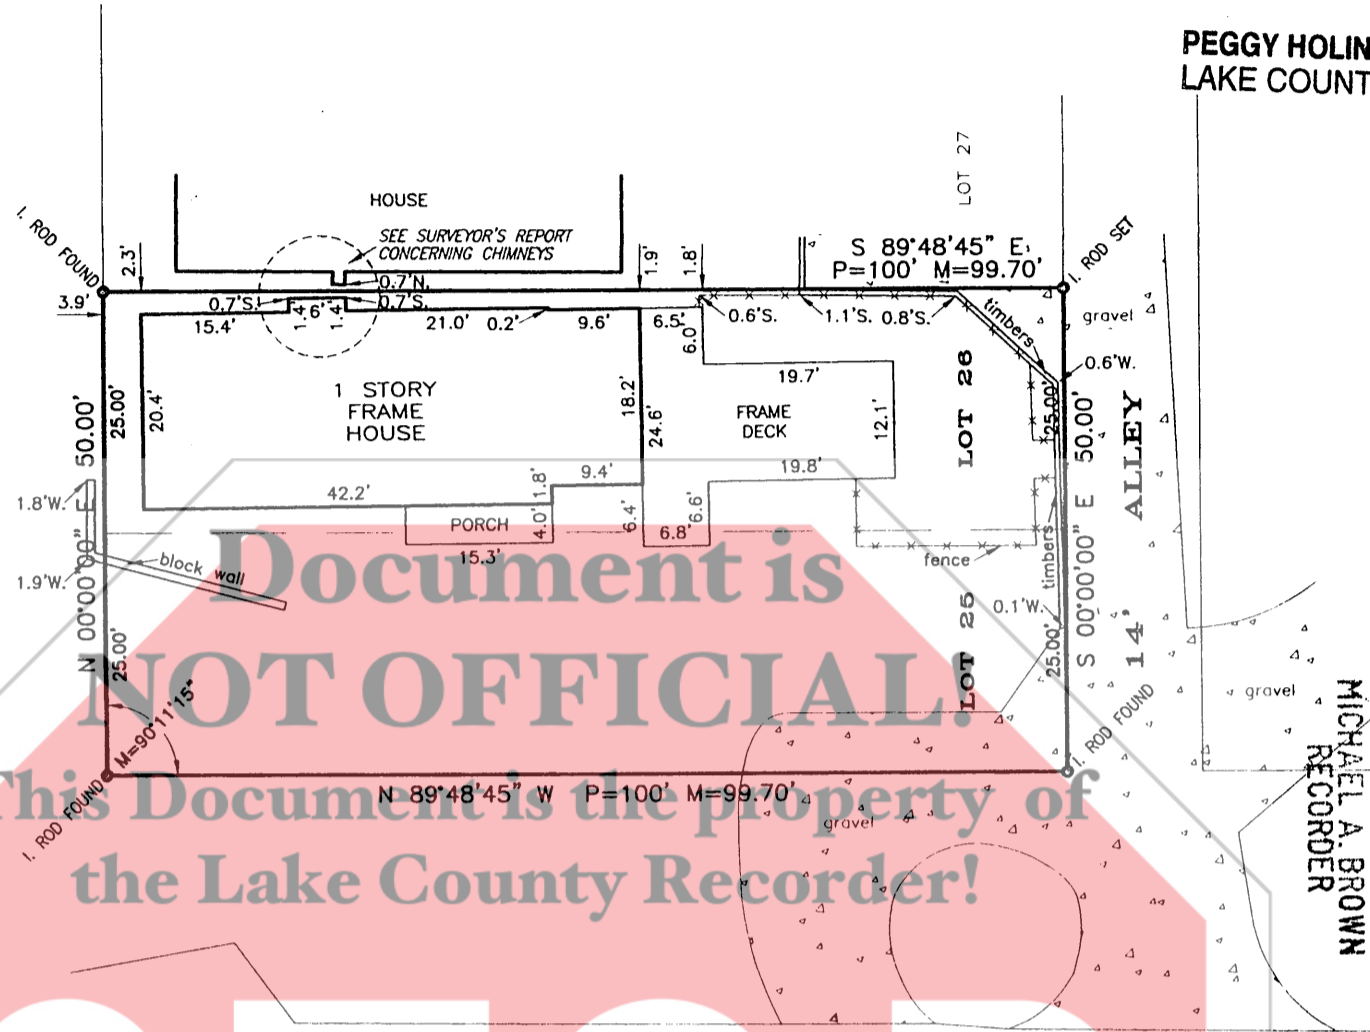 PEGGY HOLIN
LAKE COUNT
LOT 27
HOUSE
SEE SURVEYOR'S REPORT
CONCERNING CHIMNEYS
I. ROD FOUND
2.3'
1.9'
1.8'
S 89°48'45" E
P=100' M=99.70'
I. ROD SET
0.7'N.
3.9'
0.7'S.
0.7'S.
1.4'
1.4'
15.4'
21.0'
0.2'
9.6'
6.5'
0.6'S.
1.1'S.
0.8'S.
timbers
gravel
6.0'
0.6'W.
N 00°00'00" E 50.00'
25.00'
20.4'
1 STORY
FRAME
HOUSE
18.2'
24.6'
19.7'
FRAME
DECK
12.1'
LOT 26
25.00'
S 00°00'00" E 50.00'
14' ALLEY
1.8'W.
42.2'
1.8'
9.4'
19.8'
PORCH
4.0'
6.4'
6.6'
6.8'
15.3'
fence
timbers
1.9'W.
block wall
0.1'W.
LOT 25
25.00'
25.00'
gravel
M=90°11'15"
I. ROD FOUND
I. ROD FOUND
N 89°48'45" W P=100' M=99.70'
gravel
MICHAEL A. BROWN
RECORDER
Document is
NOT OFFICIAL!
This Document is the property of
the Lake County Recorder!